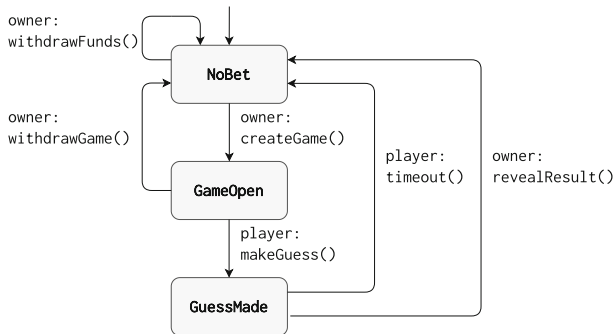 owner:
withdrawFunds()
NoBet
owner:
withdrawGame()
owner:
createGame()
player:
timeout()
owner:
revealResult()
GameOpen
player:
makeGuess()
GuessMade